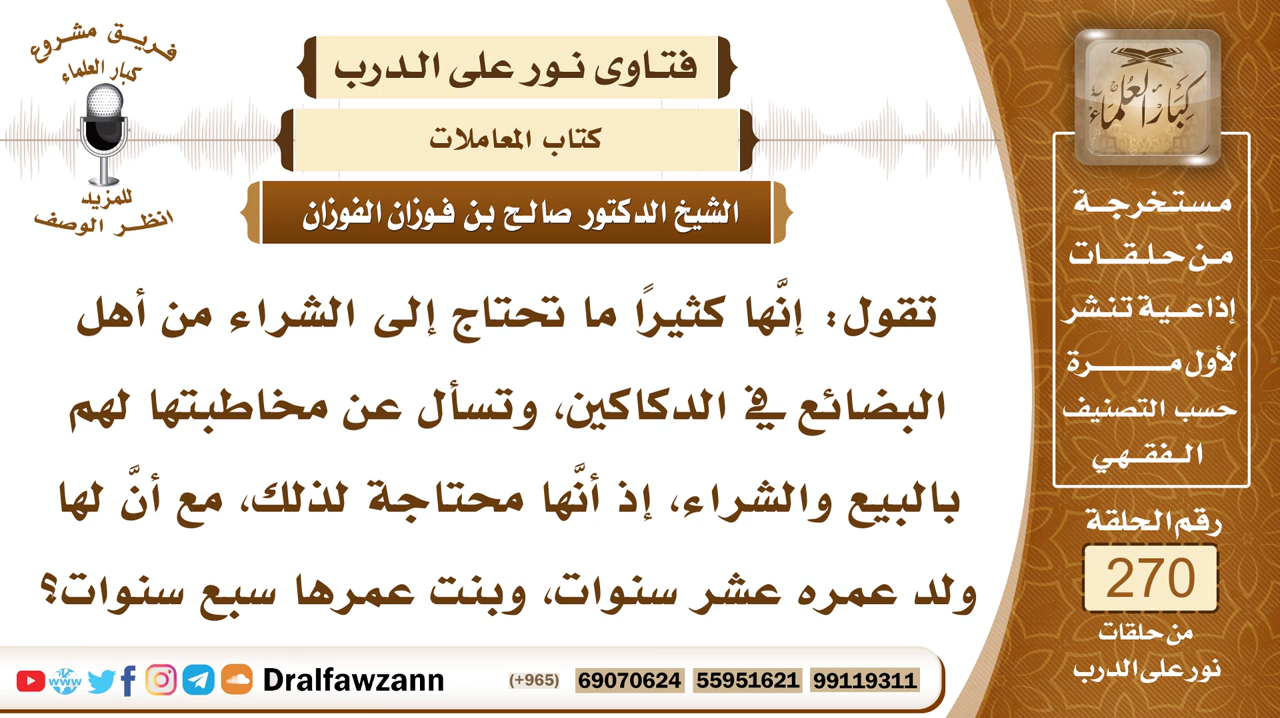 فريق مشروع
كبار العلماء
للمزيد
انظر الوصف
فتاوى نور على الدرب
كتاب المعاملات
الشيخ الدكتور صالح بن فوزان الفوزان
تقول: إنَّها كثيرًا ما تحتاج إلى الشراء من أهل
البضائع في الدكاكين، وتسأل عن مخاطبتها لهم
بالبيع والشراء، إذ أنَّها محتاجة لذلك، مع أنَّ لها
ولد عمره عشر سنوات، وبنت عمرها سبع سنوات؟
كبار العلماء
مستخرجة
من حلقات
إذاعية تنشر
لأول مرة
حسب التصنيف
الفقهي
رقم الحلقة
270
من حلقات
نور على الدرب
www Dralfawzann (+965) 69070624 55951621 99119311